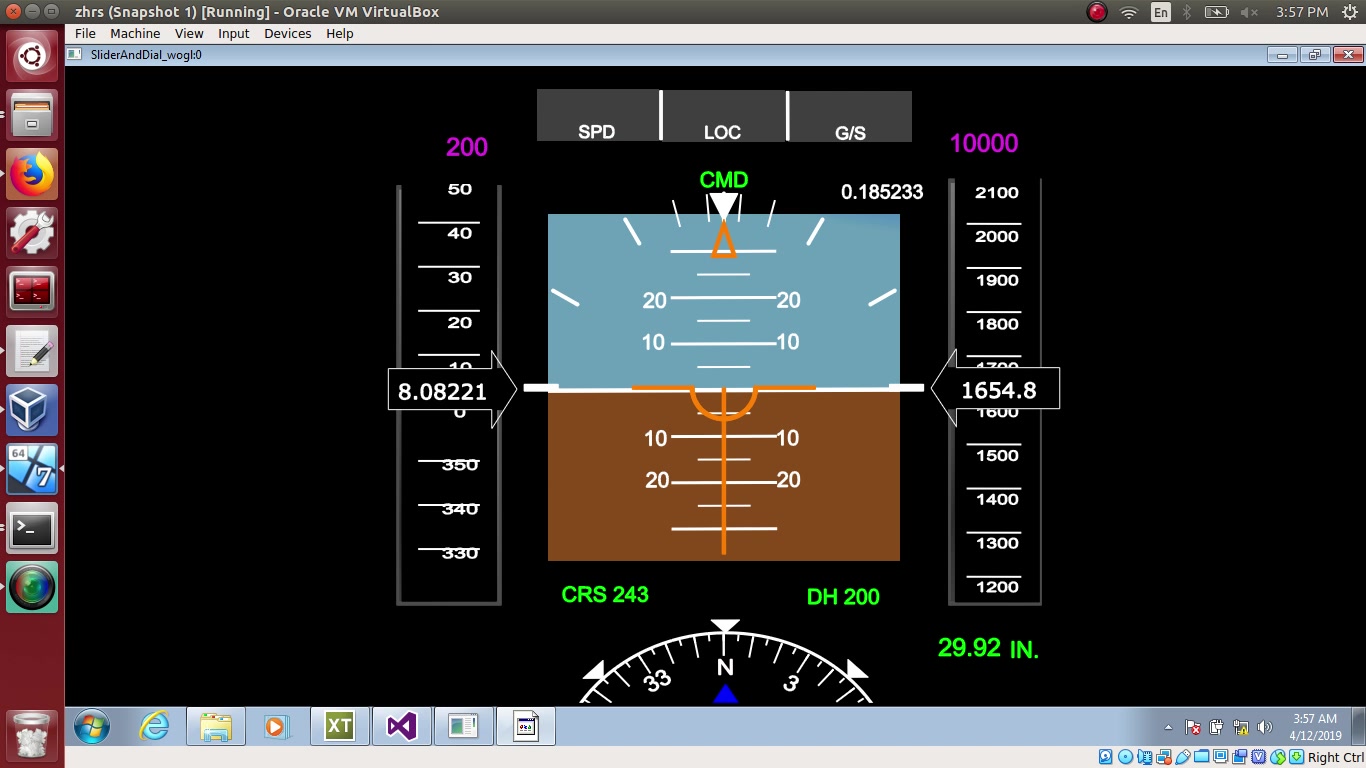 zhrs (Snapshot 1) [Running] - Oracle VM VirtualBox
En
3:57 PM
File Machine View Input Devices Help
SliderAndDial_wogl:0
SPD LOC G/S
200
10000
CMD
0.185233
50
40
30
20
10
8.08221
0
350
340
330
20 20
10 10
10 10
20 20
2100
2000
1900
1800
1700
1654.8
1600
1500
1400
1300
1200
CRS 243
DH 200
29.92 IN.
33 N 3
64
7
XT
3:57 AM
4/12/2019
Right Ctrl